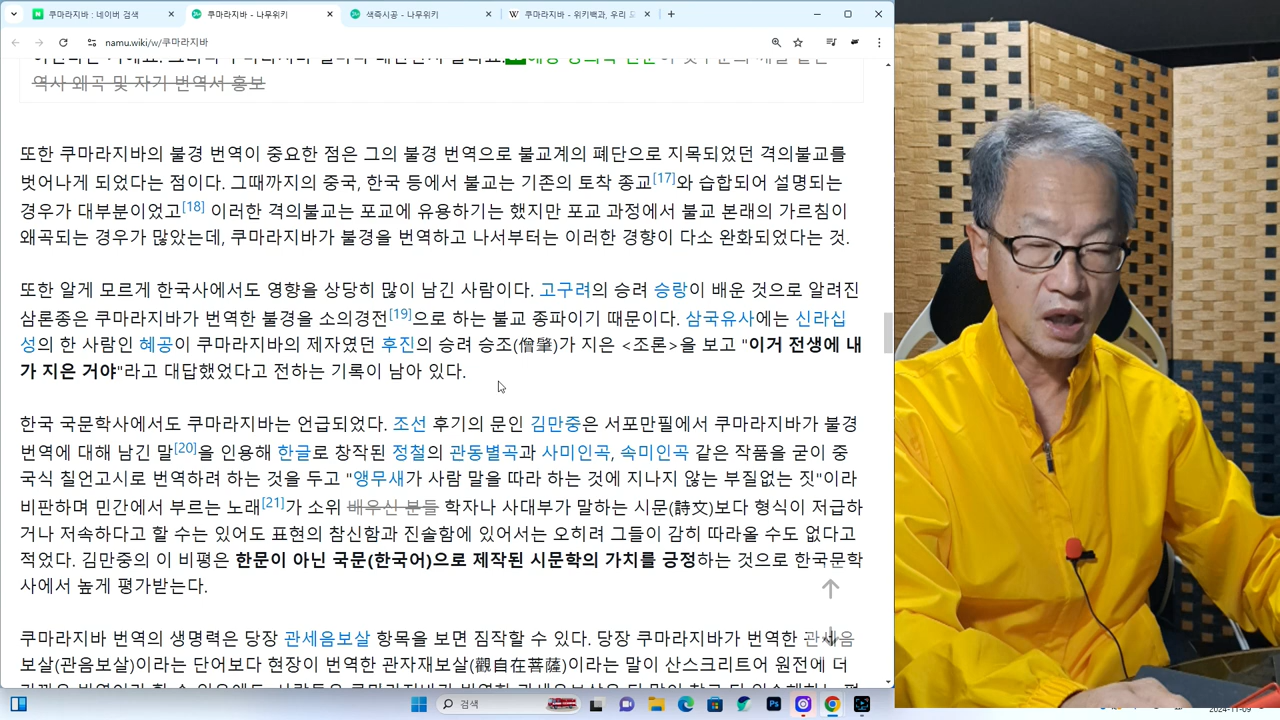 쿠마라지바 : 네이버 검색
쿠마라지바 - 나무위키
색즉시공 - 나무위키
쿠마라지바 - 위키백과, 우리 모
namu.wiki/w/쿠마라지바
역사 왜곡 및 자기 번역서 홍보
또한 쿠마라지바의 불경 번역이 중요한 점은 그의 불경 번역으로 불교계의 폐단으로 지목되었던 격의불교를
벗어나게 되었다는 점이다. 그때까지의 중국, 한국 등에서 불교는 기존의 토착 종교[17]와 습합되어 설명되는
경우가 대부분이었고[18] 이러한 격의불교는 포교에 유용하기는 했지만 포교 과정에서 불교 본래의 가르침이
왜곡되는 경우가 많았는데, 쿠마라지바가 불경을 번역하고 나서부터는 이러한 경향이 다소 완화되었다는 것.
또한 알게 모르게 한국사에서도 영향을 상당히 많이 남긴 사람이다. 고구려의 승려 승랑이 배운 것으로 알려진
삼론종은 쿠마라지바가 번역한 불경을 소의경전[19]으로 하는 불교 종파이기 때문이다. 삼국유사에는 신라십
성의 한 사람인 혜공이 쿠마라지바의 제자였던 후진의 승려 승조(僧肇)가 지은 <조론>을 보고 "이거 전생에 내
가 지은 거야"라고 대답했었다고 전하는 기록이 남아 있다.
한국 국문학사에서도 쿠마라지바는 언급되었다. 조선 후기의 문인 김만중은 서포만필에서 쿠마라지바가 불경
번역에 대해 남긴 말[20]을 인용해 한글로 창작된 정철의 관동별곡과 사미인곡, 속미인곡 같은 작품을 굳이 중
국식 칠언고시로 번역하려 하는 것을 두고 "앵무새가 사람 말을 따라 하는 것에 지나지 않는 부질없는 짓"이라
비판하며 민간에서 부르는 노래[21]가 소위 배우신 분들 학자나 사대부가 말하는 시문(詩文)보다 형식이 저급하
거나 저속하다고 할 수는 있어도 표현의 참신함과 진솔함에 있어서는 오히려 그들이 감히 따라올 수도 없다고
적었다. 김만중의 이 비평은 한문이 아닌 국문(한국어)으로 제작된 시문학의 가치를 긍정하는 것으로 한국문학
사에서 높게 평가받는다.
쿠마라지바 번역의 생명력은 당장 관세음보살 항목을 보면 짐작할 수 있다. 당장 쿠마라지바가 번역한 관세음
보살(관음보살)이라는 단어보다 현장이 번역한 관자재보살(觀自在菩薩)이라는 말이 산스크리트어 원전에 더
검색
2024-11-09